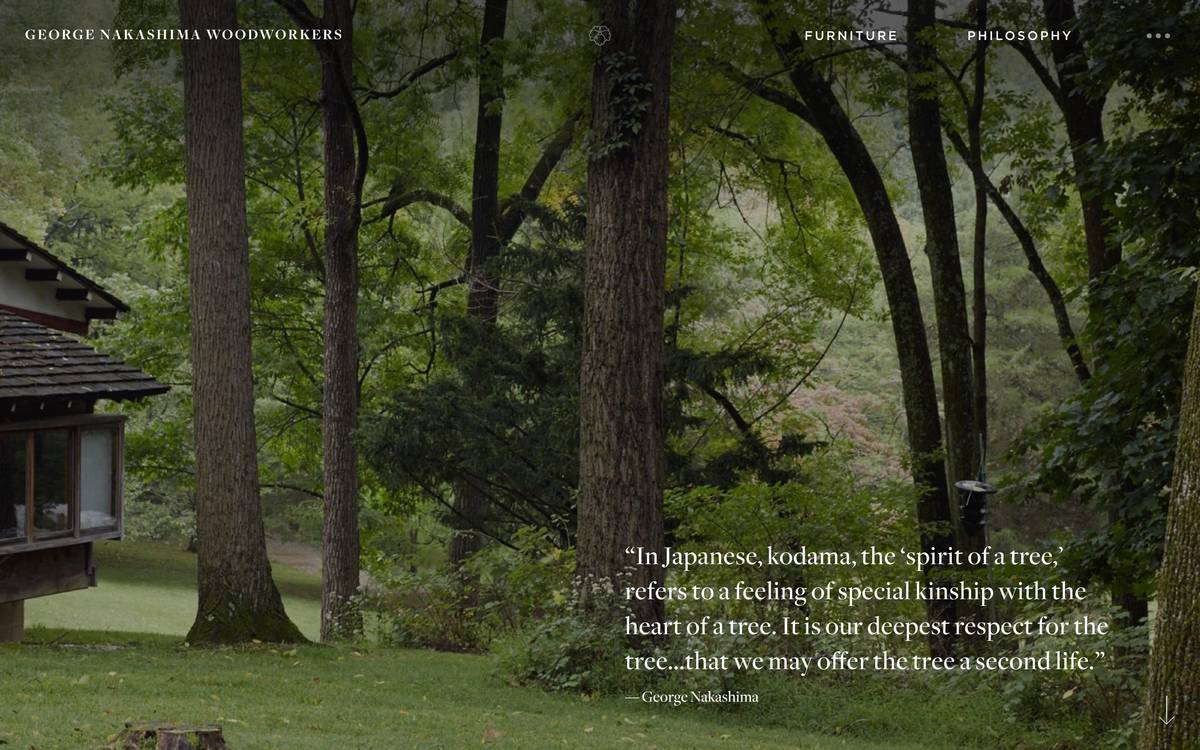 GEORGE NAKASHIMA WOODWORKERS
FURNITURE
PHILOSOPHY
“In Japanese, kodama, the ‘spirit of a tree,’
refers to a feeling of special kinship with the
heart of a tree. It is our deepest respect for the
tree...that we may offer the tree a second life.”
— George Nakashima